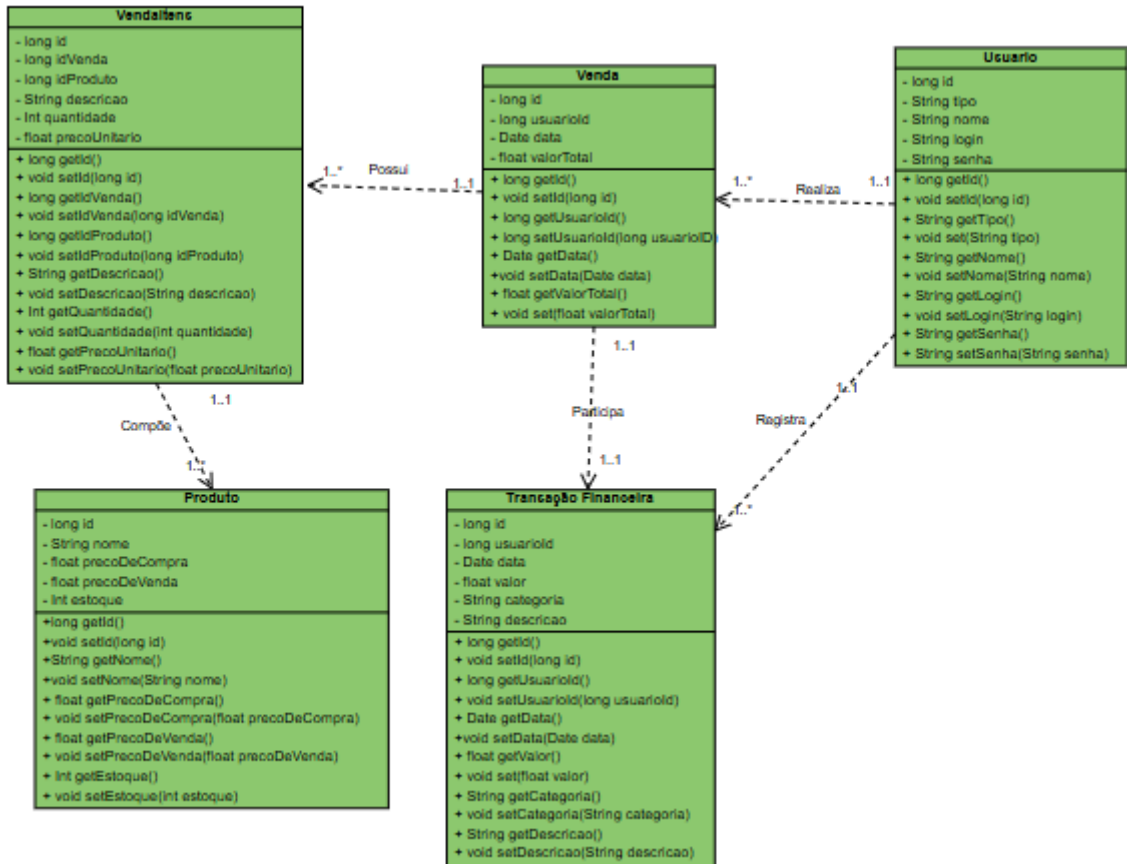 VendaItens
- long id
- long idVenda
- long idProduto
- String descricao
- Int quantidade
- float precoUnitario
+ long getId()
+ void setId(long id)
+ long getIdVenda()
+ void setIdVenda(long idVenda)
+ long getIdProduto()
+ void setIdProduto(long idProduto)
+ String getDescricao()
+ void setDescricao(String descricao)
+ Int getQuantidade()
+ void setQuantidade(int quantidade)
+ float getPrecoUnitario()
+ void setPrecoUnitario(float precoUnitario)
1..*
Possui
1..1
Venda
- long id
- long usuarioId
- Date data
- float valorTotal
+ long getId()
+ void setId(long id)
+ long getUsuarioId()
+ long setUsuarioId(long usuarioID)
+ Date getData()
+void setData(Date data)
+ float getValorTotal()
+ void set(float valorTotal)
1..*
Realiza
1..1
Usuario
- long id
- String tipo
- String nome
- String login
- String senha
+ long getId()
+ void setId(long id)
+ String getTipo()
+ void set(String tipo)
+ String getNome()
+ void setNome(String nome)
+ String getLogin()
+ void setLogin(String login)
+ String getSenha()
+ String setSenha(String senha)
1..1
Compõe
1..*
1..1
Participa
1..1
1..1
Registra
1..*
Produto
- long id
- String nome
- float precoDeCompra
- float precoDeVenda
- Int estoque
+long getId()
+void setId(long id)
+String getNome()
+void setNome(String nome)
+ float getPrecoDeCompra()
+ void setPrecoDeCompra(float precoDeCompra)
+ float getPrecoDeVenda()
+ void setPrecoDeVenda(float precoDeVenda)
+ Int getEstoque()
+ void setEstoque(int estoque)
Transação Financeira
- long id
- long usuarioId
- Date data
- float valor
- String categoria
- String descricao
+ long getId()
+ void setId(long id)
+ long getUsuarioId()
+ void setUsuarioId(long usuarioId)
+ Date getData()
+void setData(Date data)
+ float getValor()
+ void set(float valor)
+ String getCategoria()
+ void setCategoria(String categoria)
+ String getDescricao()
+ void setDescricao(String descricao)